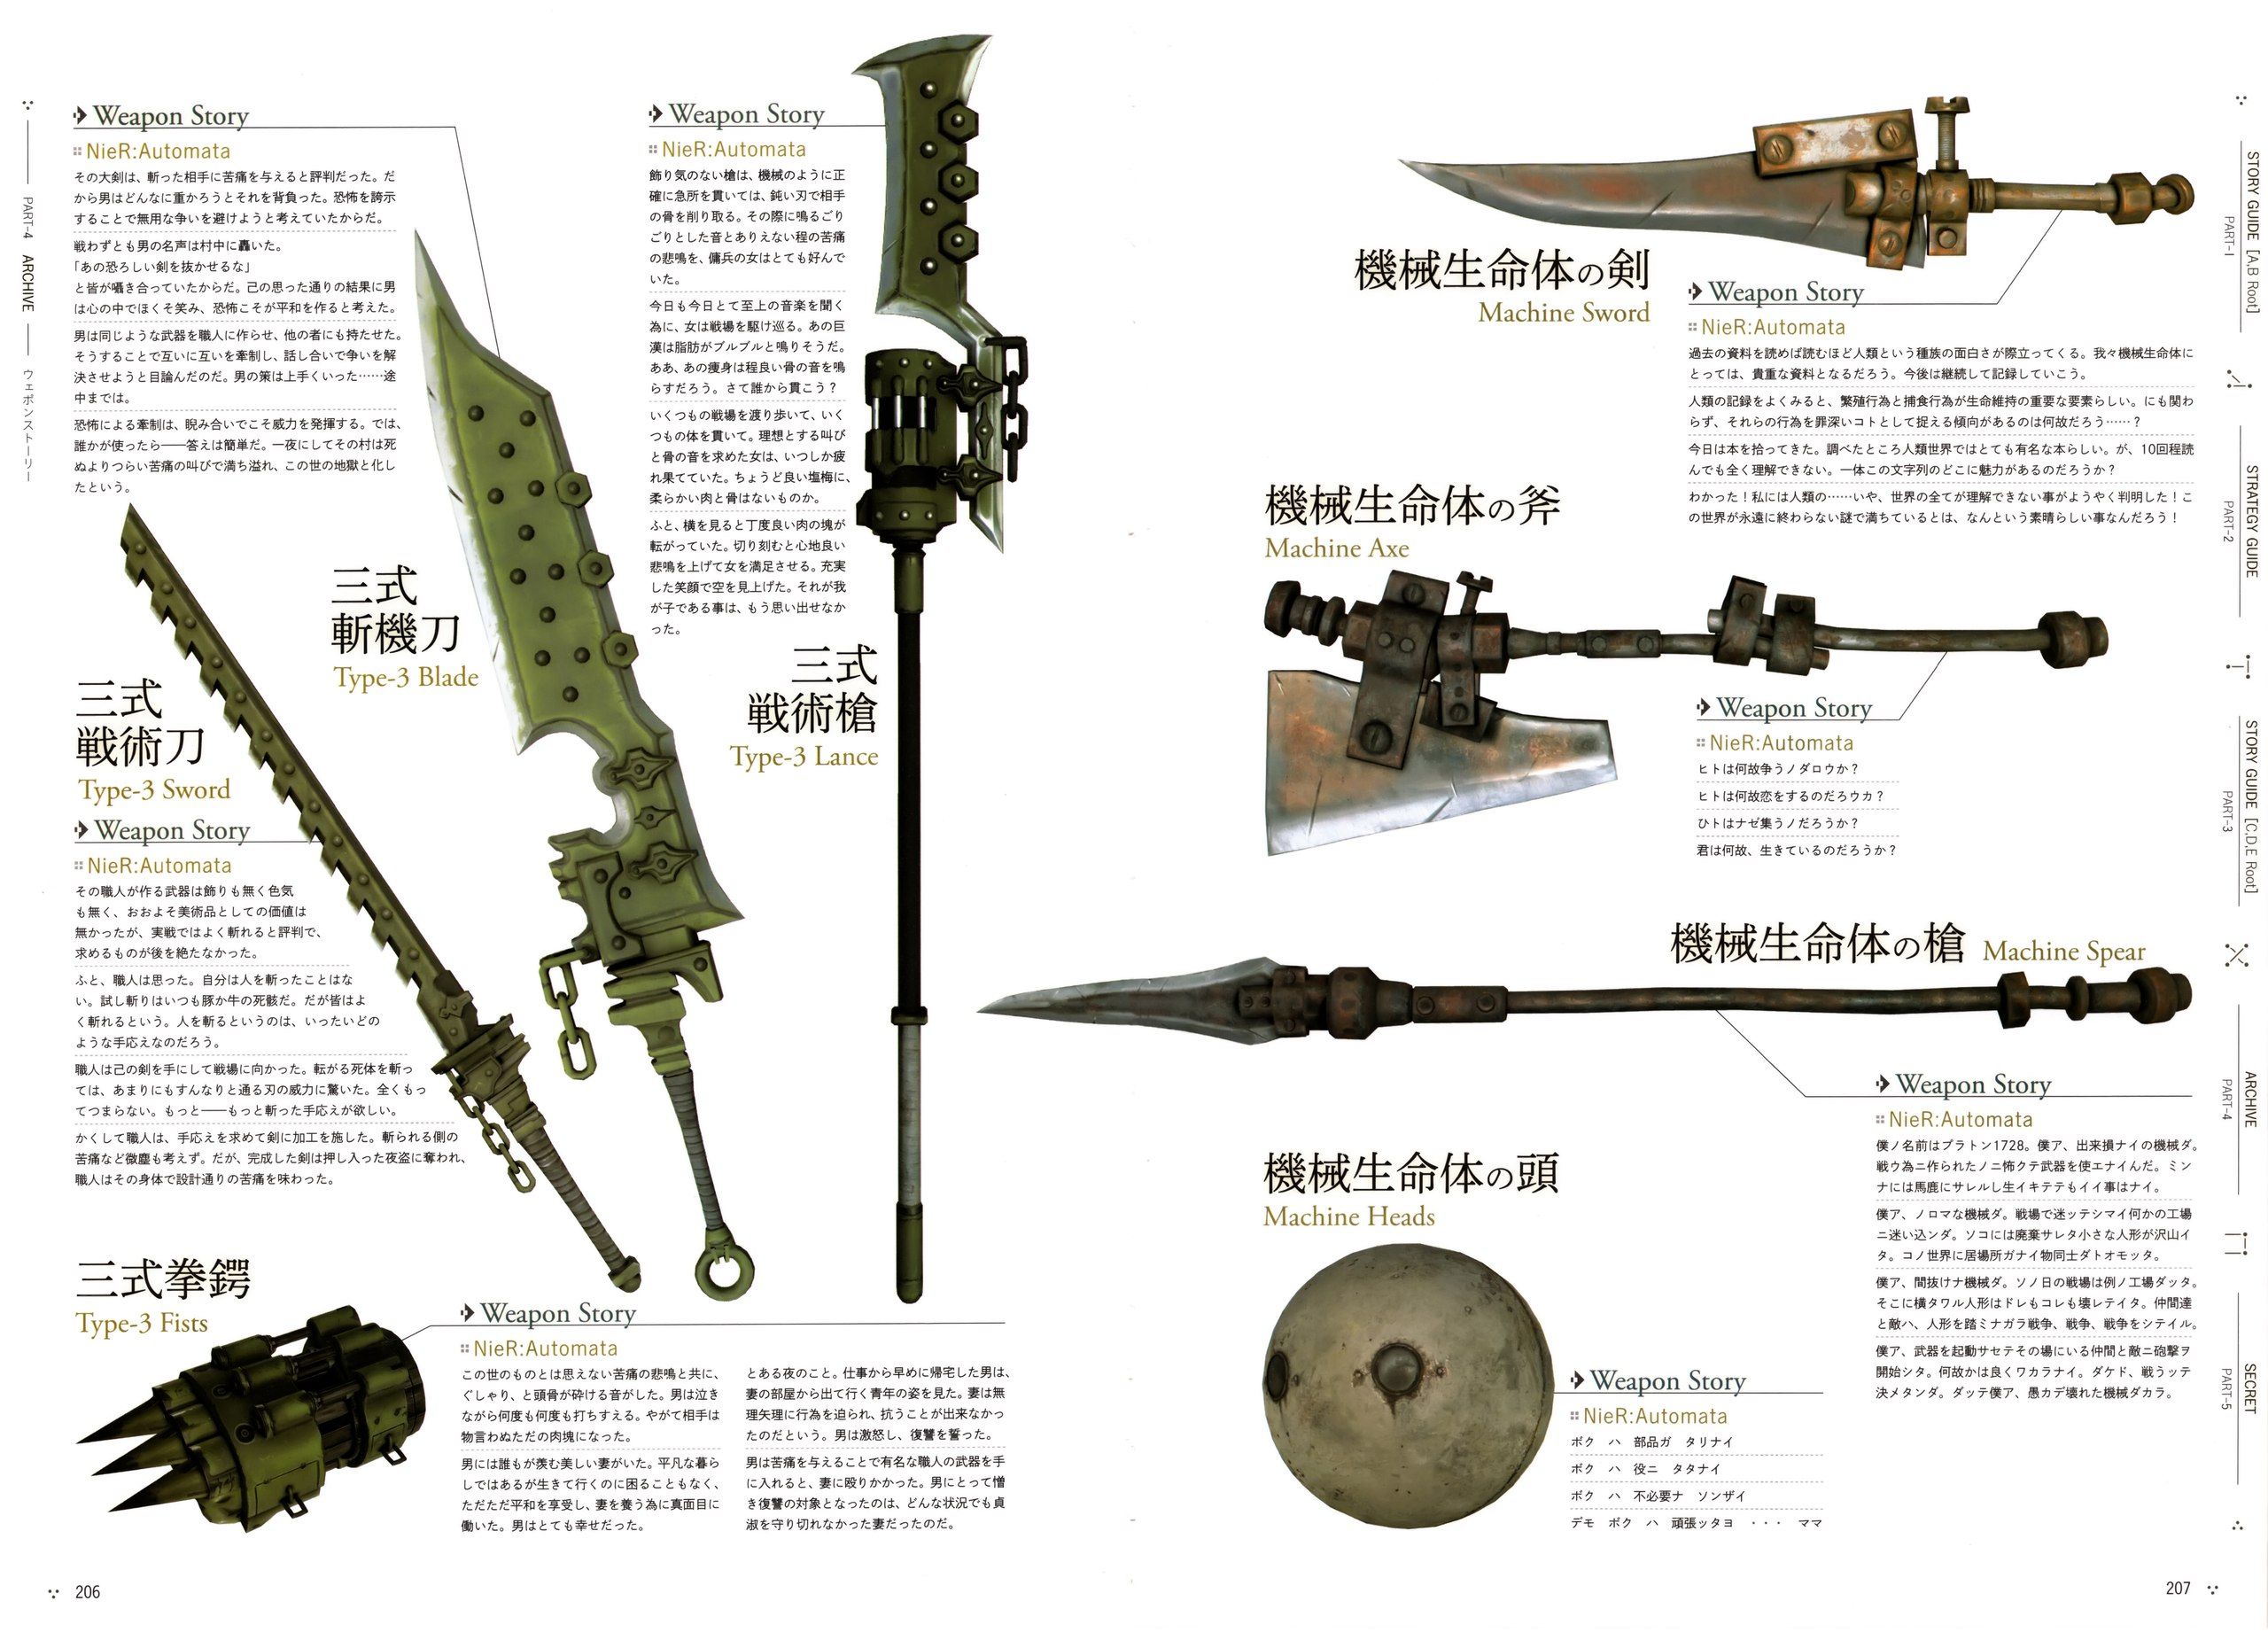 PART-4 ARCHIVE ウェポンストーリー
Weapon Story
NieR:Automata
その大剣は、斬った相手に苦痛を与えると評判だった。だ
から男はどんなに重かろうとそれを背負った。恐怖を誇示
することで無用な争いを避けようと考えていたからだ。
戦わずとも男の名声は村中に轟いた。
「あの恐ろしい剣を抜かせるな」
と皆が囁き合っていたからだ。己の思った通りの結果に男
は心の中でほくそ笑み、恐怖こそが平和を作ると考えた。
男は同じような武器を職人に作らせ、他の者にも持たせた。
そうすることで互いに互いを牽制し、話し合いで争いを解
決させようと目論んだのだ。男の策は上手くいった……途
中までは。
恐怖による牽制は、睨み合いでこそ威力を発揮する。では、
誰かが使ったら――答えは簡単だ。一夜にしてその村は死
ぬよりつらい苦痛の叫びで満ち溢れ、この世の地獄と化し
たという。
三式
斬機刀
Type-3 Blade
Weapon Story
NieR:Automata
飾り気のない槍は、機械のように正
確に急所を貫いては、鈍い刃で相手
の骨を削り取る。その際に鳴るごり
ごりとした音とありえない程の苦痛
の悲鳴を、傭兵の女はとても好んで
いた。
今日も今日とて至上の音楽を聞く
為に、女は戦場を駆け巡る。あの巨
漢は脂肪がブルブルと鳴りそうだ。
ああ、あの痩身は程良い骨の音を鳴
らすだろう。さて誰から貫こう？
いくつもの戦場を渡り歩いて、いく
つもの体を貫いて。理想とする叫び
と骨の音を求めた女は、いつしか疲
れ果てていた。ちょうど良い塩梅に、
柔らかい肉と骨はないものか。
ふと、横を見ると丁度良い肉の塊が
転がっていた。切り刻むと心地良い
悲鳴を上げて女を満足させる。充実
した笑顔で空を見上げた。それが我
が子である事は、もう思い出せなか
った。
三式
戦術槍
Type-3 Lance
三式
戦術刀
Type-3 Sword
Weapon Story
NieR:Automata
その職人が作る武器は飾りも無く色気
も無く、おおよそ美術品としての価値は
無かったが、実戦ではよく斬れると評判で、
求めるものが後を絶たなかった。
ふと、職人は思った。自分は人を斬ったことはな
い。試し斬りはいつも豚か牛の死骸だ。だが皆はよ
く斬れるという。人を斬るというのは、いったいどの
ような手応えなのだろう。
職人は己の剣を手にして戦場に向かった。転がる死体を斬っ
ては、あまりにもすんなりと通る刃の威力に驚いた。全くもっ
てつまらない。もっと――もっと斬った手応えが欲しい。
かくして職人は、手応えを求めて剣に加工を施した。斬られる側の
苦痛など微塵も考えず。だが、完成した剣は押し入った夜盗に奪われ、
職人はその身体で設計通りの苦痛を味わった。
三式拳鍔
Type-3 Fists
Weapon Story
NieR:Automata
この世のものとは思えない苦痛の悲鳴と共に、
ぐしゃり、と頭骨が砕ける音がした。男は泣き
ながら何度も何度も打ちすえる。やがて相手は
物言わぬただの肉塊になった。
男には誰もが羨む美しい妻がいた。平凡な暮ら
しではあるが生きて行くのに困ることもなく、
ただただ平和を享受し、妻を養う為に真面目に
働いた。男はとても幸せだった。
とある夜のこと。仕事から早めに帰宅した男は、
妻の部屋から出て行く青年の姿を見た。妻は無
理矢理に行為を迫られ、抗うことが出来なかっ
たのだという。男は激怒し、復讐を誓った。
男は苦痛を与えることで有名な職人の武器を手
に入れると、妻に殴りかかった。男にとって憎
き復讐の対象となったのは、どんな状況でも貞
淑を守り切れなかった妻だったのだ。
206
機械生命体の剣
Machine Sword
Weapon Story
NieR:Automata
過去の資料を読めば読むほど人類という種族の面白さが際立ってくる。我々機械生命体に
とっては、貴重な資料となるだろう。今後は継続して記録していこう。
人類の記録をよくみると、繁殖行為と捕食行為が生命維持の重要な要素らしい。にも関わ
らず、それらの行為を罪深いコトとして捉える傾向があるのは何故だろう……？
今日は本を拾ってきた。調べたところ人類世界ではとても有名な本らしい。が、10回程読
んでも全く理解できない。一体この文字列のどこに魅力があるのだろうか？
わかった！私には人類の……いや、世界の全てが理解できない事がようやく判明した！こ
の世界が永遠に終わらない謎で満ちているとは、なんという素晴らしい事なんだろう！
機械生命体の斧
Machine Axe
Weapon Story
NieR:Automata
ヒトは何故争うノダロウか？
ヒトは何故恋をするのだろウカ？
ひトはナゼ集うノだろうか？
君は何故、生きているのだろうか？
機械生命体の槍 Machine Spear
Weapon Story
NieR:Automata
僕ノ名前はプラトン1728。僕ア、出来損ナイの機械ダ。
戦ウ為ニ作られたノニ怖クテ武器を使エナイんだ。ミン
ナには馬鹿にサレルし生イキテテもイイ事はナイ。
僕ア、ノロマな機械ダ。戦場で迷ッテシマイ何かの工場
ニ迷い込ンダ。ソコには廃棄サレタ小さな人形が沢山イ
タ。コノ世界に居場所ガナイ物同士ダトオモッタ。
僕ア、間抜けナ機械ダ。ソノ日の戦場は例ノ工場ダッタ。
そこに横タワル人形はドレもコレも壊レテイタ。仲間達
と敵ハ、人形を踏ミナガラ戦争、戦争、戦争をシテイル。
僕ア、武器を起動サセテその場にいる仲間と敵ニ砲撃ヲ
開始シタ。何故かは良くワカラナイ。ダケド、戦うッテ
決メタンダ。ダッテ僕ア、愚カデ壊れた機械ダカラ。
機械生命体の頭
Machine Heads
Weapon Story
NieR:Automata
ボク ハ 部品ガ タリナイ
ボク ハ 役ニ タタナイ
ボク ハ 不必要ナ ソンザイ
デモ ボク ハ 頑張ッタヨ ・・・ ママ
STORY GUIDE [A,B Root]
PART-1
STRATEGY GUIDE
PART-2
STORY GUIDE [C,D,E Root]
PART-3
ARCHIVE
PART-4
SECRET
PART-5
207